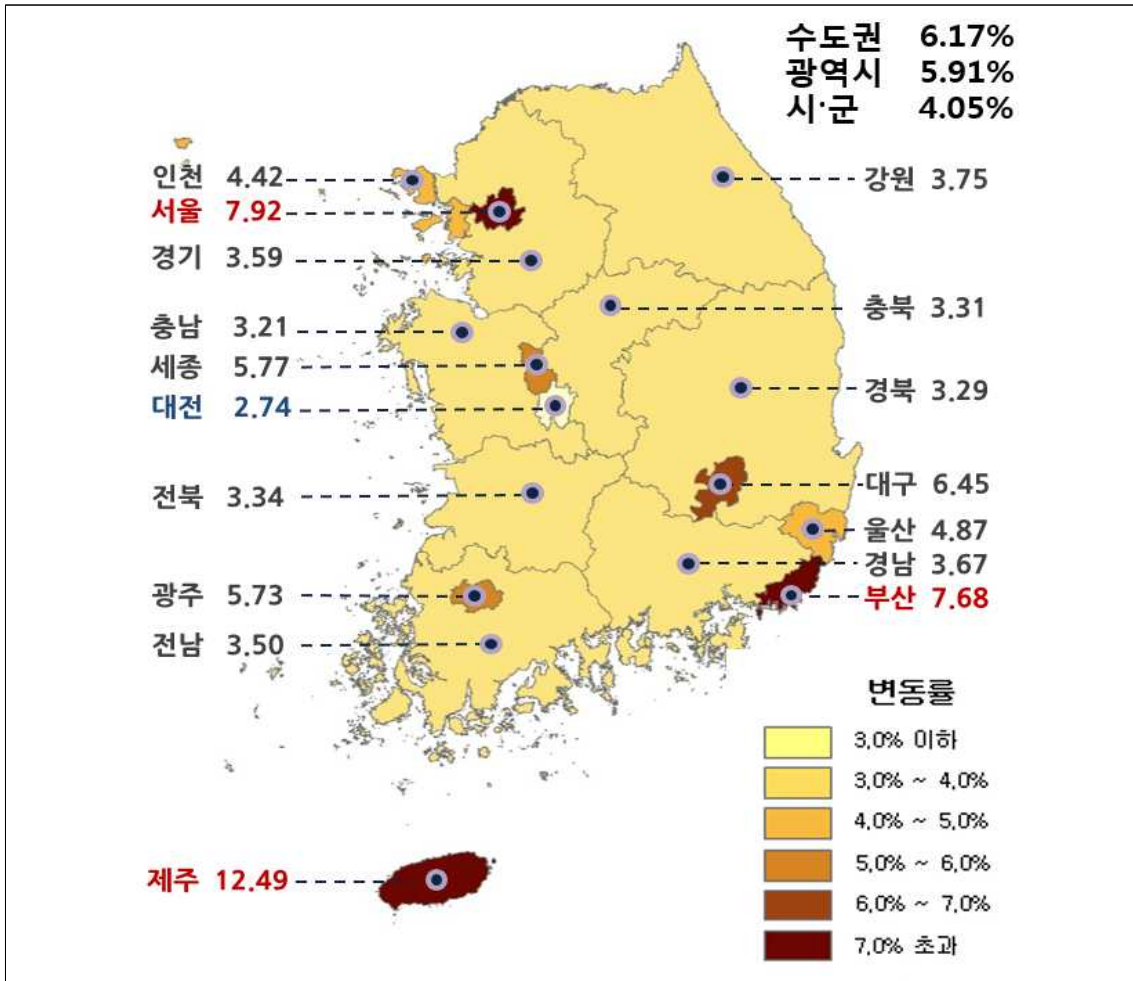 수도권 6.17%
광역시 5.91%
시·군 4.05%
인천 4.42
서울 7.92
경기 3.59
충남 3.21
세종 5.77
대전 2.74
전북 3.34
광주 5.73
전남 3.50
제주 12.49
강원 3.75
충북 3.31
경북 3.29
대구 6.45
울산 4.87
경남 3.67
부산 7.68
변동률
3.0% 이하
3.0% ~ 4.0%
4.0% ~ 5.0%
5.0% ~ 6.0%
6.0% ~ 7.0%
7.0% 초과